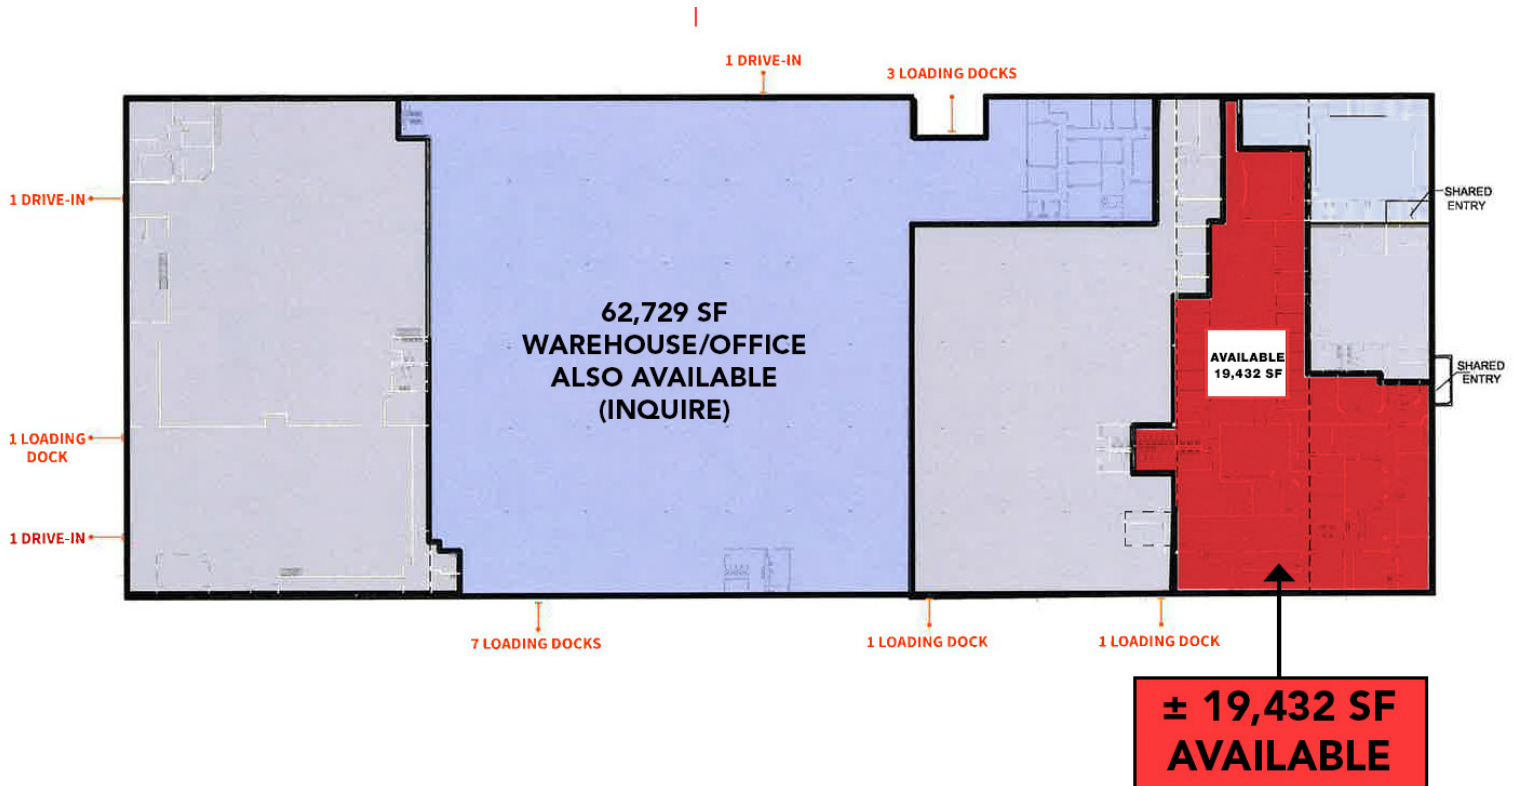 1 DRIVE-IN
3 LOADING DOCKS
1 DRIVE-IN
SHARED
ENTRY
62,729 SF
WAREHOUSE/OFFICE
ALSO AVAILABLE
(INQUIRE)
AVAILABLE
19,432 SF
SHARED
ENTRY
1 LOADING
DOCK
1 DRIVE-IN
7 LOADING DOCKS
1 LOADING DOCK
1 LOADING DOCK
± 19,432 SF
AVAILABLE